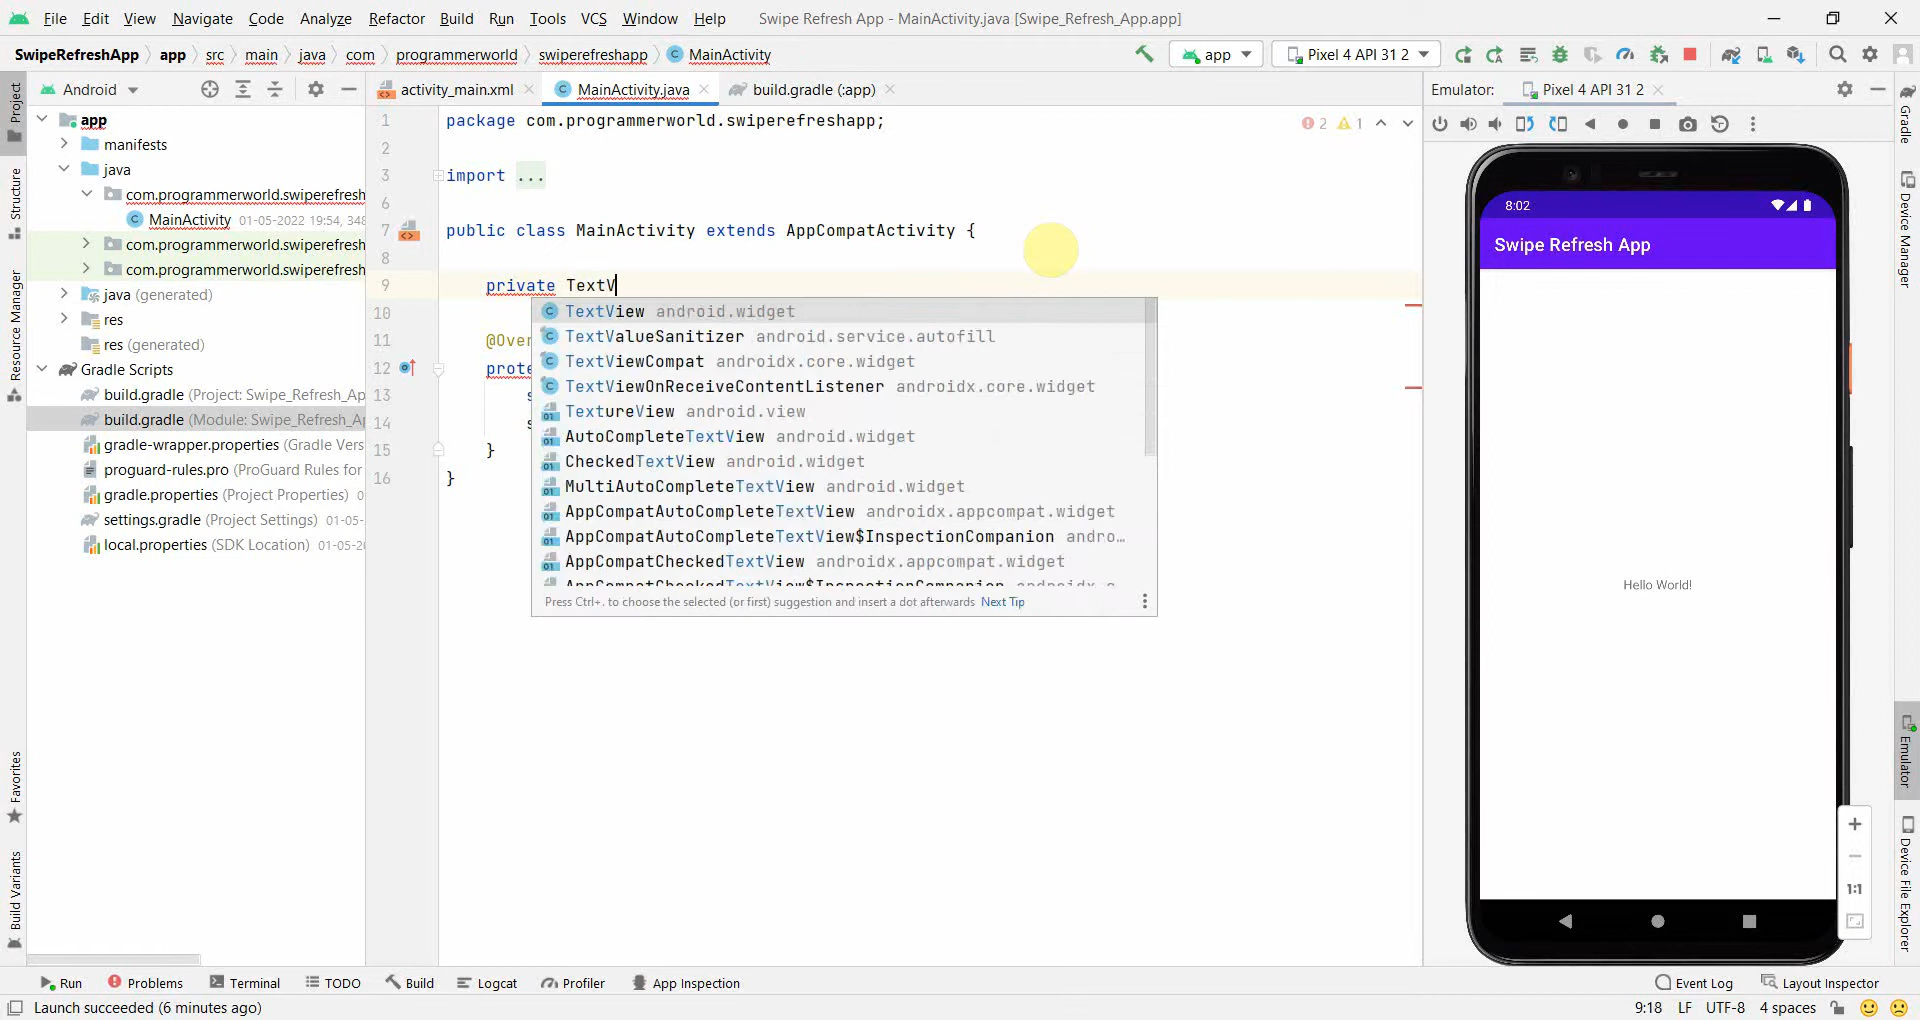 File Edit View Navigate Code Analyze Refactor Build Run Tools VCS Window Help Swipe Refresh App - MainActivity.java [Swipe_Refresh_App.app]
SwipeRefreshApp app src main java com programmerworld swiperefreshapp MainActivity app Pixel 4 API 31 2
Android activity_main.xml MainActivity.java build.gradle (:app) Emulator: Pixel 4 API 31 2
Project
Structure
Resource Manager
Favorites
Build Variants
app
manifests
java
com.programmerworld.swiperefresh
MainActivity 01-05-2022 19:54, 348
com.programmerworld.swiperefresh
com.programmerworld.swiperefresh
java (generated)
res
res (generated)
Gradle Scripts
build.gradle (Project: Swipe_Refresh_Ap
build.gradle (Module: Swipe_Refresh_Ap
gradle-wrapper.properties (Gradle Vers
proguard-rules.pro (ProGuard Rules for
gradle.properties (Project Properties) 0
settings.gradle (Project Settings) 01-05-
local.properties (SDK Location) 01-05-2
1 package com.programmerworld.swiperefreshapp;
2
3 import ...
6
7 public class MainActivity extends AppCompatActivity {
8
9 private TextV
10
11 @Over
12 prote
13 s
14 s
15 }
16 }
2 1
TextView android.widget
TextValueSanitizer android.service.autofill
TextViewCompat androidx.core.widget
TextViewOnReceiveContentListener androidx.core.widget
TextureView android.view
AutoCompleteTextView android.widget
CheckedTextView android.widget
MultiAutoCompleteTextView android.widget
AppCompatAutoCompleteTextView androidx.appcompat.widget
AppCompatAutoCompleteTextView$InspectionCompanion andro…
AppCompatCheckedTextView androidx.appcompat.widget
AppCompatCheckedTextView$InspectionCompanion
Press Ctrl+. to choose the selected (or first) suggestion and insert a dot afterwards Next Tip
8:02
Swipe Refresh App
Hello World!
1:1
Gradle
Device Manager
Emulator
Device File Explorer
Run Problems Terminal TODO Build Logcat Profiler App Inspection Event Log Layout Inspector
Launch succeeded (6 minutes ago) 9:18 LF UTF-8 4 spaces